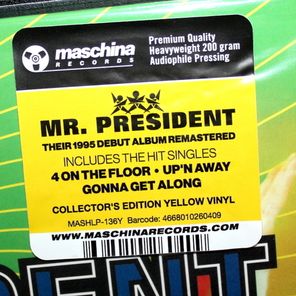 maschina
RECORDS
Premium Quality
Heavyweight 200 gram
Audiophile Pressing
MR. PRESIDENT
THEIR 1995 DEBUT ALBUM REMASTERED
INCLUDES THE HIT SINGLES
4 ON THE FLOOR • UP'N AWAY
GONNA GET ALONG
COLLECTOR'S EDITION YELLOW VINYL
MASHLP-136Y Barcode: 4668010260409
WWW.MASCHINARECORDS.COM
DENT